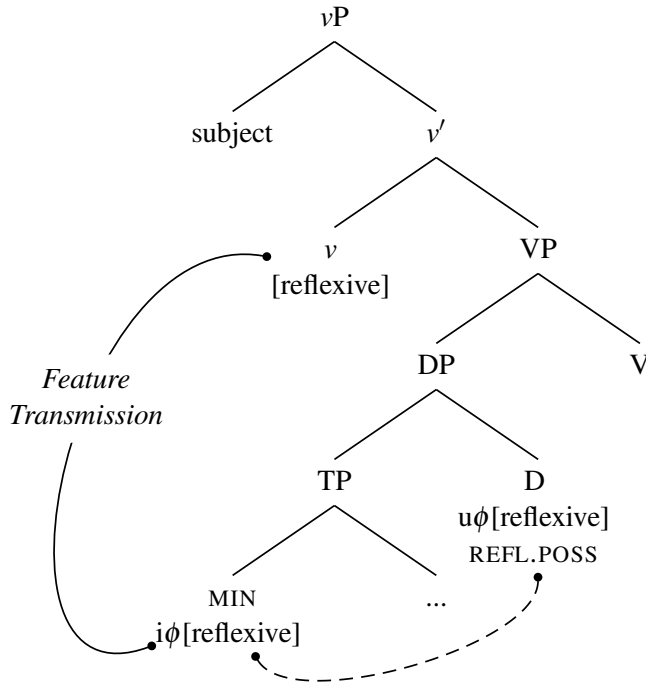 vP
subject
v′
v
[reflexive]
VP
DP
V
Feature
Transmission
TP
D
uϕ[reflexive]
REFL.POSS
MIN
iϕ[reflexive]
...